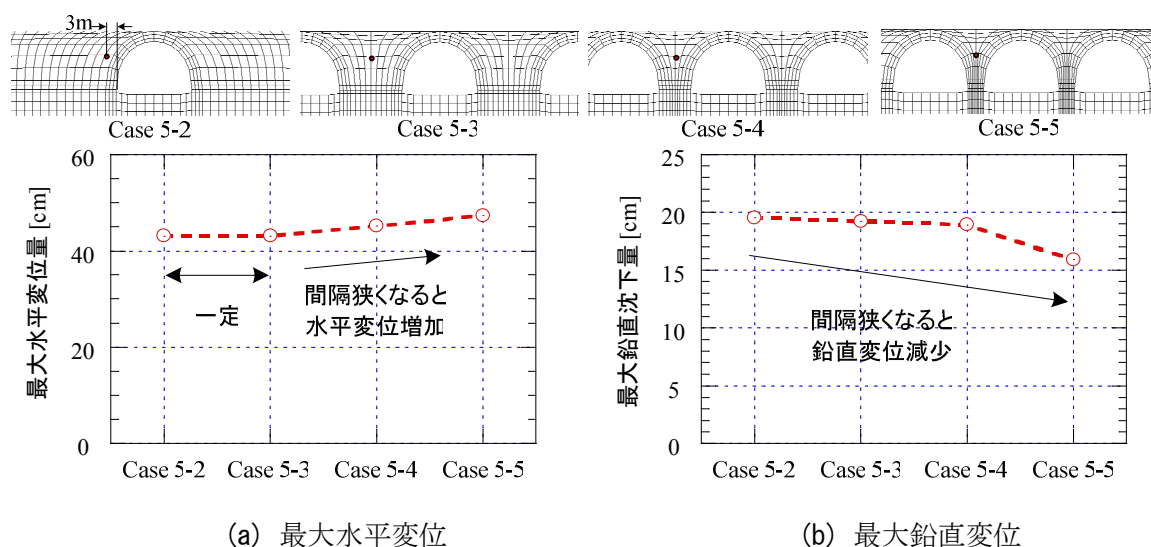 3m
Case 5-2
Case 5-3
Case 5-4
Case 5-5
60
40
20
0
最大水平変位量 [cm]
一定
間隔狭くなると
水平変位増加
Case 5-2 Case 5-3 Case 5-4 Case 5-5
(a) 最大水平変位
25
20
15
10
5
0
最大鉛直沈下量 [cm]
間隔狭くなると
鉛直変位減少
Case 5-2 Case 5-3 Case 5-4 Case 5-5
(b) 最大鉛直変位